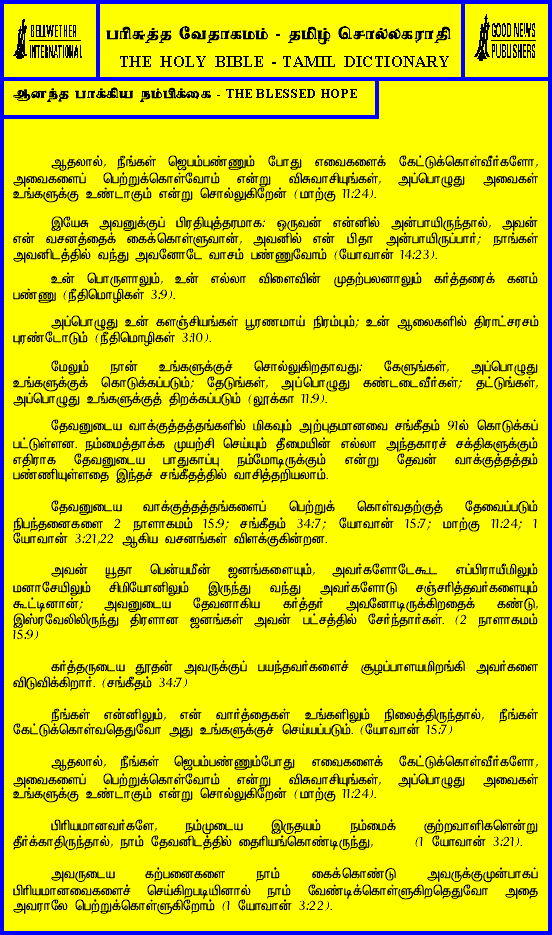 BELLWETHER
INTERNATIONAL
பரிசுத்த வேதாகமம் - தமிழ் சொல்லகராதி
THE HOLY BIBLE - TAMIL DICTIONARY
GOOD NEWS
PUBLISHERS
ஆனந்த பாக்கிய நம்பிக்கை - THE BLESSED HOPE
ஆதலால், நீங்கள் ஜெபம்பண்ணும் போது எவைகளைக் கேட்டுக்கொள்வீர்களோ,
அவைகளைப் பெற்றுக்கொள்வோம் என்று விசுவாசியுங்கள், அப்பொழுது அவைகள்
உங்களுக்கு உண்டாகும் என்று சொல்லுகிறேன் (மாற்கு 11:24).
இயேசு அவனுக்குப் பிரதியுத்தரமாக: ஒருவன் என்னில் அன்பாயிருந்தால், அவன்
என் வசனத்தைக் கைக்கொள்ளுவான், அவனில் என் பிதா அன்பாயிருப்பார்; நாங்கள்
அவனிடத்தில் வந்து அவனோடே வாசம் பண்ணுவோம் (யோவான் 14:23).
உன் பொருளாலும், உன் எல்லா விளைவின் முதற்பலனாலும் கர்த்தரைக் கனம்
பண்ணு (நீதிமொழிகள் 3:9).
அப்பொழுது உன் களஞ்சியங்கள் பூரணமாய் நிரம்பும்; உன் ஆலைகளில் திராட்சரசம்
புரண்டோடும் (நீதிமொழிகள் 3:10).
மேலும் நான் உங்களுக்குச் சொல்லுகிறதாவது: கேளுங்கள், அப்பொழுது
உங்களுக்குக் கொடுக்கப்படும்; தேடுங்கள், அப்பொழுது கண்டடைவீர்கள்; தட்டுங்கள்,
அப்பொழுது உங்களுக்குத் திறக்கப்படும் (லூக்கா 11:9).
தேவனுடைய வாக்குத்தத்தங்களில் மிகவும் அற்புதமானவை சங்கீதம் 91ல் கொடுக்கப்
பட்டுள்ளன. நம்மைத்தாக்க முயற்சி செய்யும் தீமையின் எல்லா அந்தகாரச் சக்திகளுக்கும்
எதிராக தேவனுடைய பாதுகாப்பு நம்மோடிருக்கும் என்று தேவன் வாக்குத்தத்தம்
பண்ணியுள்ளதை இந்தச் சங்கீதத்தில் வாசித்தறியலாம்.
தேவனுடைய வாக்குத்தத்தங்களைப் பெற்றுக் கொள்வதற்குத் தேவைப்படும்
நிபந்தனைகளை 2 நாளாகமம் 15:9; சங்கீதம் 34:7; யோவான் 15:7; மாற்கு 11:24; 1
யோவான் 3:21,22 ஆகிய வசனங்கள் விளக்குகின்றன.
அவன் யூதா பென்யமீன் ஜனங்களையும், அவர்களோடேகூட எப்பிராயீமிலும்
மனாசேயிலும் சிமியோனிலும் இருந்து வந்து அவர்களோடு சஞ்சரித்தவர்களையும்
கூட்டினான்; அவனுடைய தேவனாகிய கர்த்தர் அவனோடிருக்கிறதைக் கண்டு,
இஸ்ரவேலிலிருந்து திரளான ஜனங்கள் அவன் பட்சத்தில் சேர்ந்தார்கள். (2 நாளாகமம்
15:9)
கர்த்தருடைய தூதன் அவருக்குப் பயந்தவர்களைச் சூழப்பாளயமிறங்கி அவர்களை
விடுவிக்கிறார். (சங்கீதம் 34:7)
நீங்கள் என்னிலும், என் வார்த்தைகள் உங்களிலும் நிலைத்திருந்தால், நீங்கள்
கேட்டுக்கொள்வதெதுவோ அது உங்களுக்குச் செய்யப்படும். (யோவான் 15:7)
ஆதலால், நீங்கள் ஜெபம்பண்ணும்போது எவைகளைக் கேட்டுக்கொள்வீர்களோ,
அவைகளைப் பெற்றுக்கொள்வோம் என்று விசுவாசியுங்கள், அப்பொழுது அவைகள்
உங்களுக்கு உண்டாகும் என்று சொல்லுகிறேன் (மாற்கு 11:24).
பிரியமானவர்களே, நம்முடைய இருதயம் நம்மைக் குற்றவாளிகளென்று
தீர்க்காதிருந்தால், நாம் தேவனிடத்தில் தைரியங்கொண்டிருந்து, (1 யோவான் 3:21).
அவருடைய கற்பனைகளை நாம் கைக்கொண்டு அவருக்குமுன்பாகப்
பிரியமானவைகளைச் செய்கிறபடியினால் நாம் வேண்டிக்கொள்ளுகிறதெதுவோ அதை
அவராலே பெற்றுக்கொள்ளுகிறோம் (1 யோவான் 3:22).